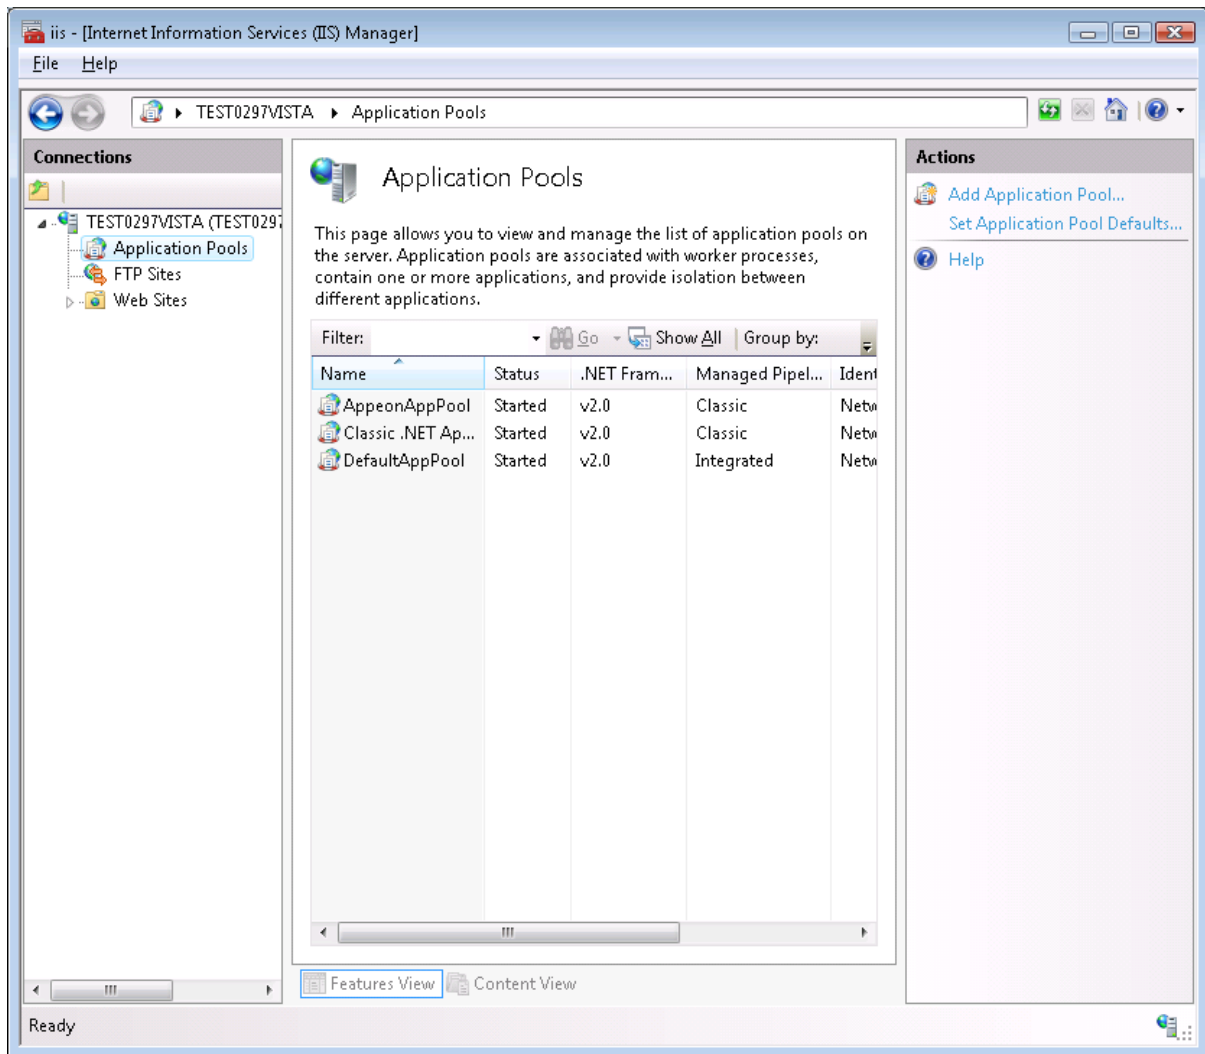 iis - [Internet Information Services (IIS) Manager]
File Help
TEST0297VISTA Application Pools
Connections
TEST0297VISTA (TEST0297
Application Pools
FTP Sites
Web Sites
Application Pools
This page allows you to view and manage the list of application pools on
the server. Application pools are associated with worker processes,
contain one or more applications, and provide isolation between
different applications.
Filter: Go Show All Group by:
Name Status .NET Fram... Managed Pipel... Ident
AppeonAppPool Started v2.0 Classic Netw
Classic .NET Ap... Started v2.0 Classic Netw
DefaultAppPool Started v2.0 Integrated Netw
Features View Content View
Actions
Add Application Pool...
Set Application Pool Defaults...
Help
Ready